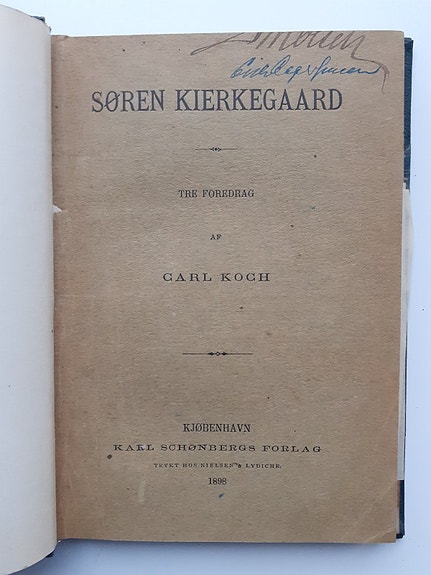 SØREN KIERKEGAARD
TRE FOREDRAG
AF
CARL KOCH
KJØBENHAVN
KARL SCHØNBERGS FORLAG
TRYKT HOS NIELSEN & LYDICHE
1898